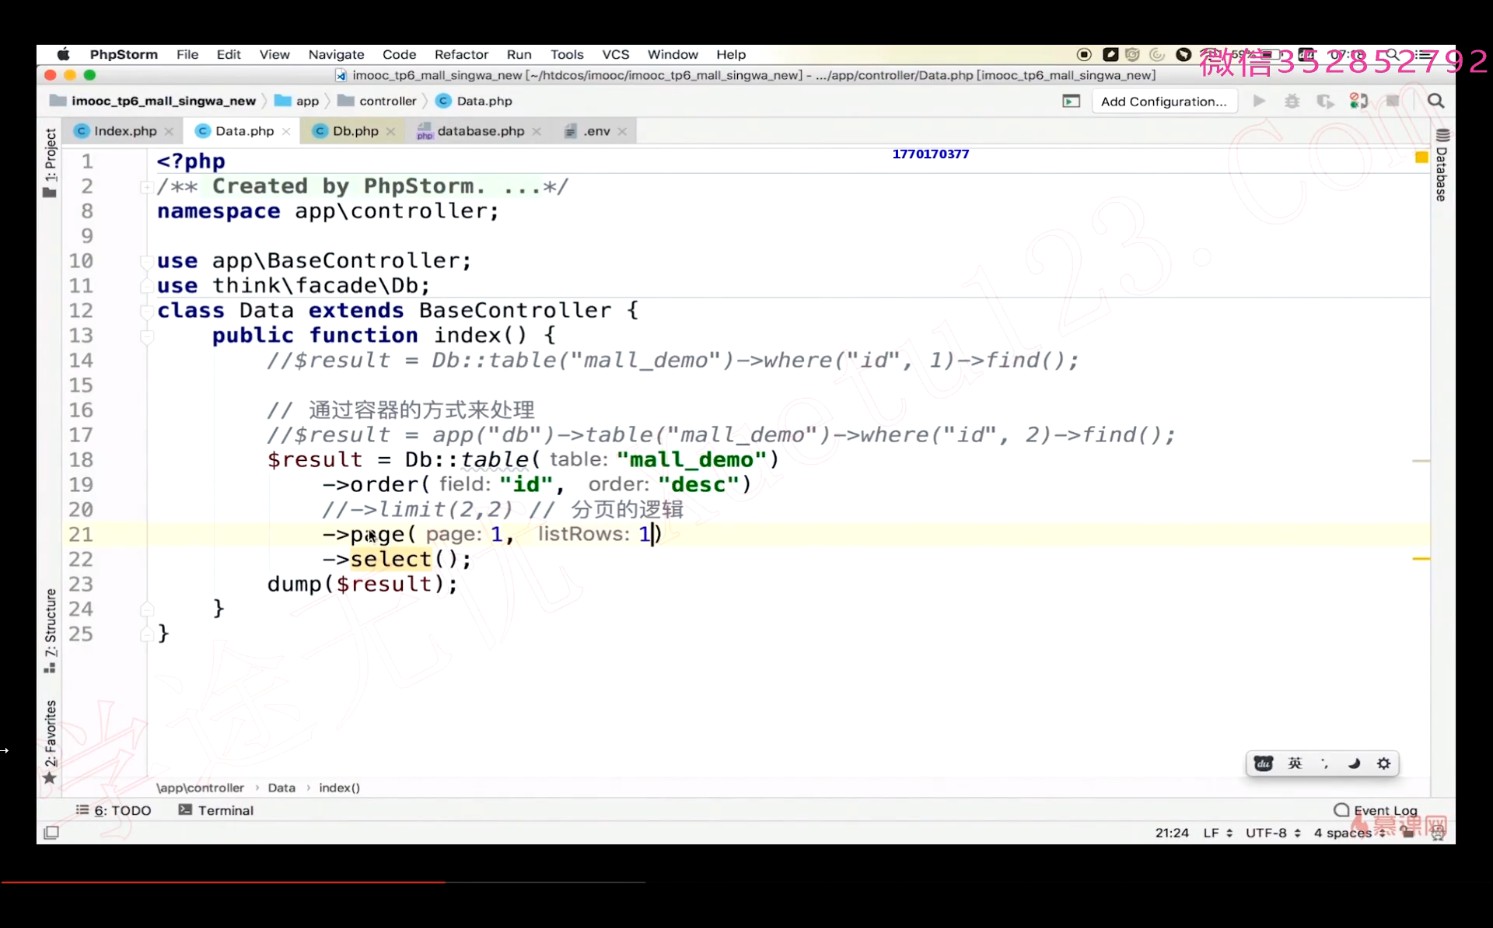 PhpStorm File Edit View Navigate Code Refactor Run Tools VCS Window Help
微信352852792
imooc_tp6_mall_singwa_new [~/htdcos/imooc/imooc_tp6_mall_singwa_new] - .../app/controller/Data.php [imooc_tp6_mall_singwa_new]
imooc_tp6_mall_singwa_new app controller Data.php Add Configuration...
Index.php Data.php Db.php database.php .env
1: Project
Database
1770170377
1 <?php
2 /** Created by PhpStorm. ...*/
8 namespace app\controller;
9
10 use app\BaseController;
11 use think\facade\Db;
12 class Data extends BaseController {
13 public function index() {
14 //$result = Db::table("mall_demo")->where("id", 1)->find();
15
16 // 通过容器的方式来处理
17 //$result = app("db")->table("mall_demo")->where("id", 2)->find();
18 $result = Db::table( table: "mall_demo")
19 ->order( field: "id", order: "desc")
20 //->limit(2,2) // 分页的逻辑
21 ->page( page: 1, listRows: 1)
22 ->select();
23 dump($result);
24 }
25 }
7: Structure
2: Favorites
du 英
\app\controller › Data › index()
6: TODO Terminal Event Log
慕课网
21:24 LF UTF-8 4 spaces